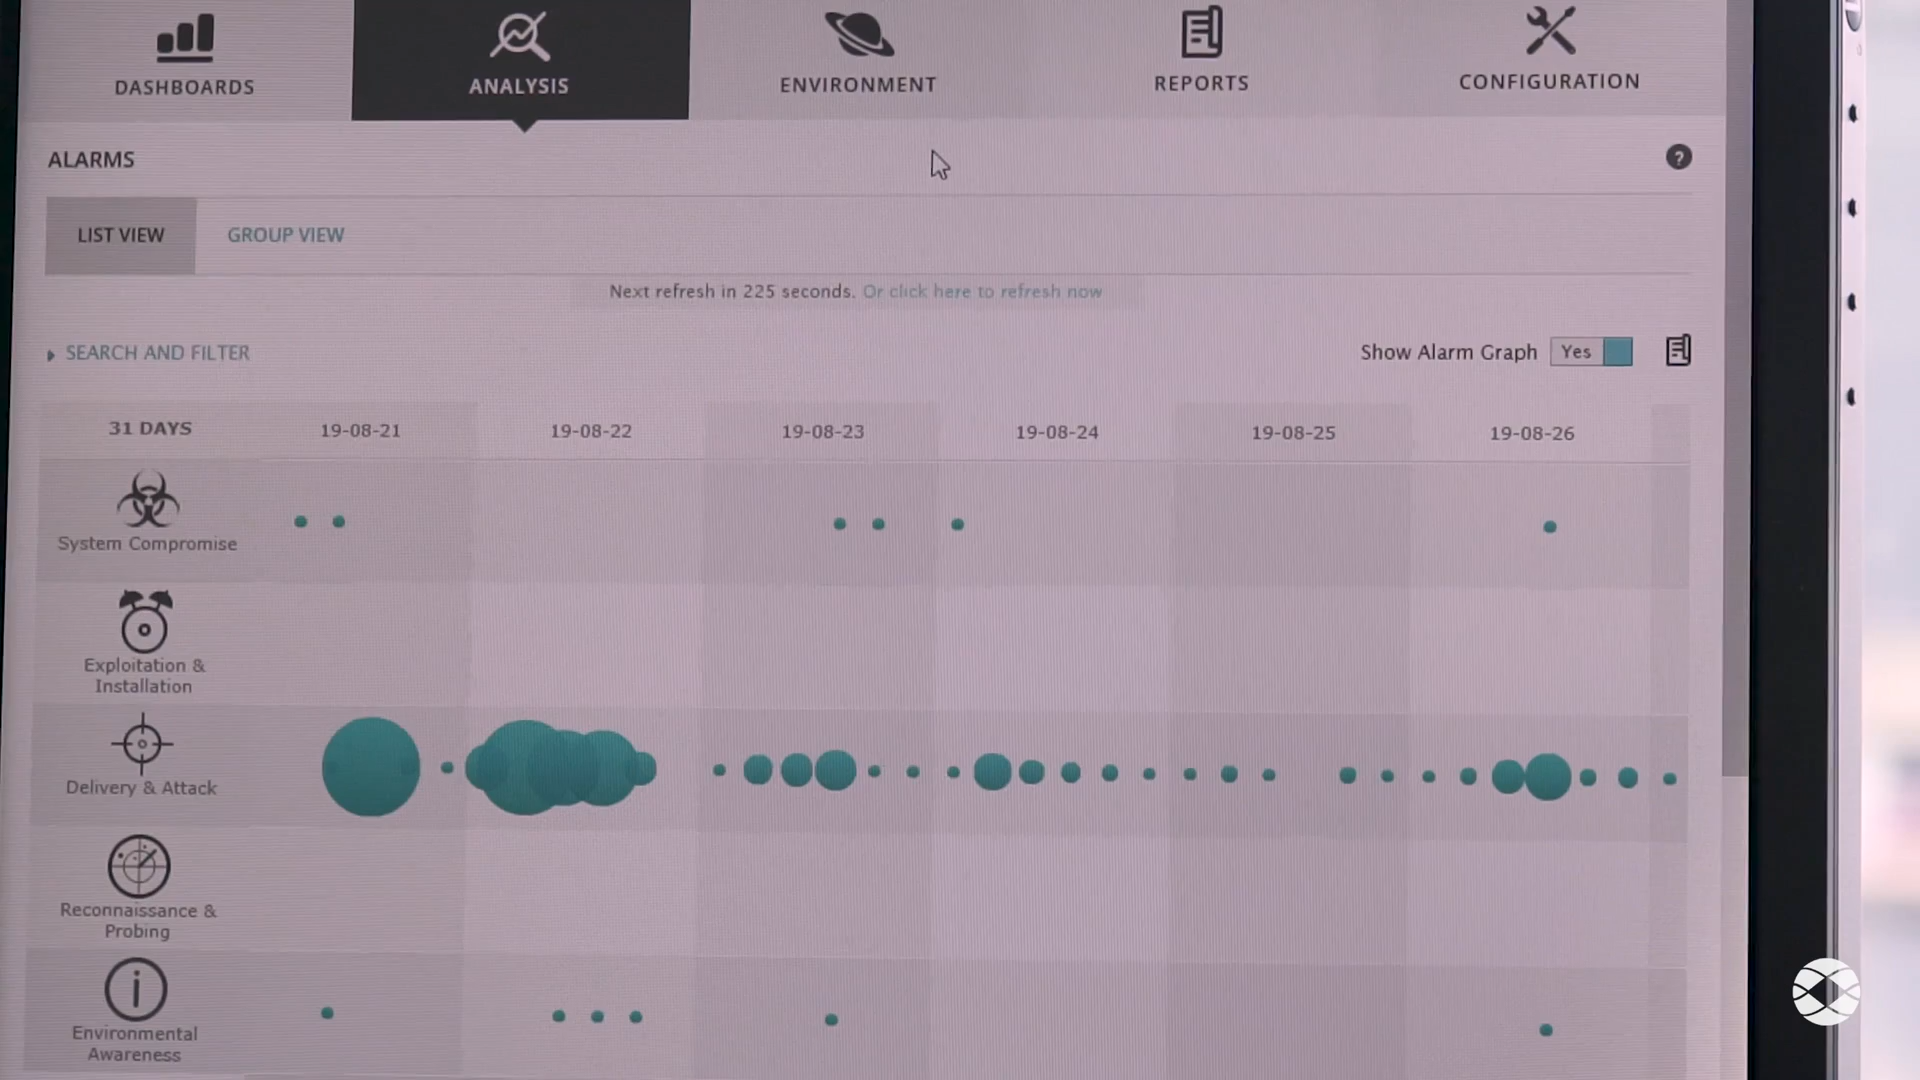 DASHBOARDS
ANALYSIS
ENVIRONMENT
REPORTS
CONFIGURATION
ALARMS
?
LIST VIEW
GROUP VIEW
Next refresh in 225 seconds. Or click here to refresh now
SEARCH AND FILTER
Show Alarm Graph Yes
31 DAYS
19-08-21
19-08-22
19-08-23
19-08-24
19-08-25
19-08-26
System Compromise
Exploitation &
Installation
Delivery & Attack
Reconnaissance &
Probing
Environmental
Awareness